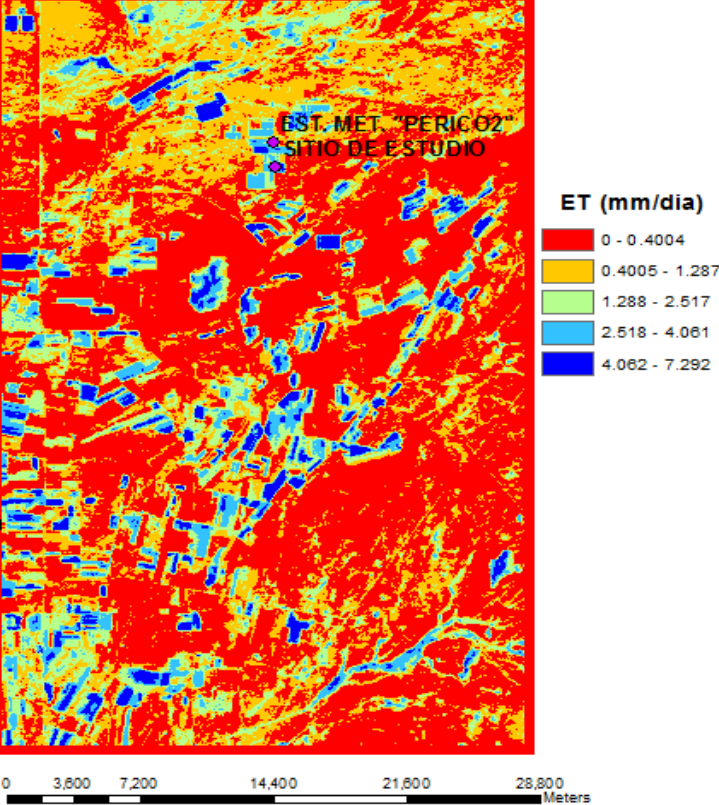 EST. MET. "PERICO2"
SITIO DE ESTUDIO
ET (mm/dia)
0 - 0.4004
0.4005 - 1.287
1.288 - 2.517
2.518 - 4.061
4.062 - 7.292
0 3,600 7,200 14,400 21,600 28,800
Meters